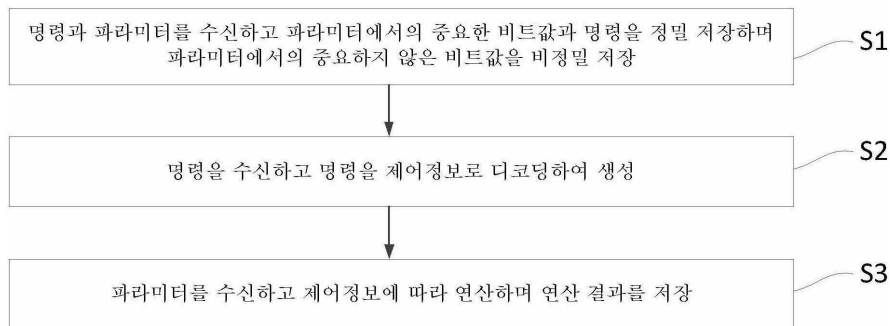 명령과 파라미터를 수신하고 파라미터에서의 중요한 비트값과 명령을 정밀 저장하며
파라미터에서의 중요하지 않은 비트값을 비정밀 저장
S1
명령을 수신하고 명령을 제어정보로 디코딩하여 생성
S2
파라미터를 수신하고 제어정보에 따라 연산하며 연산 결과를 저장
S3